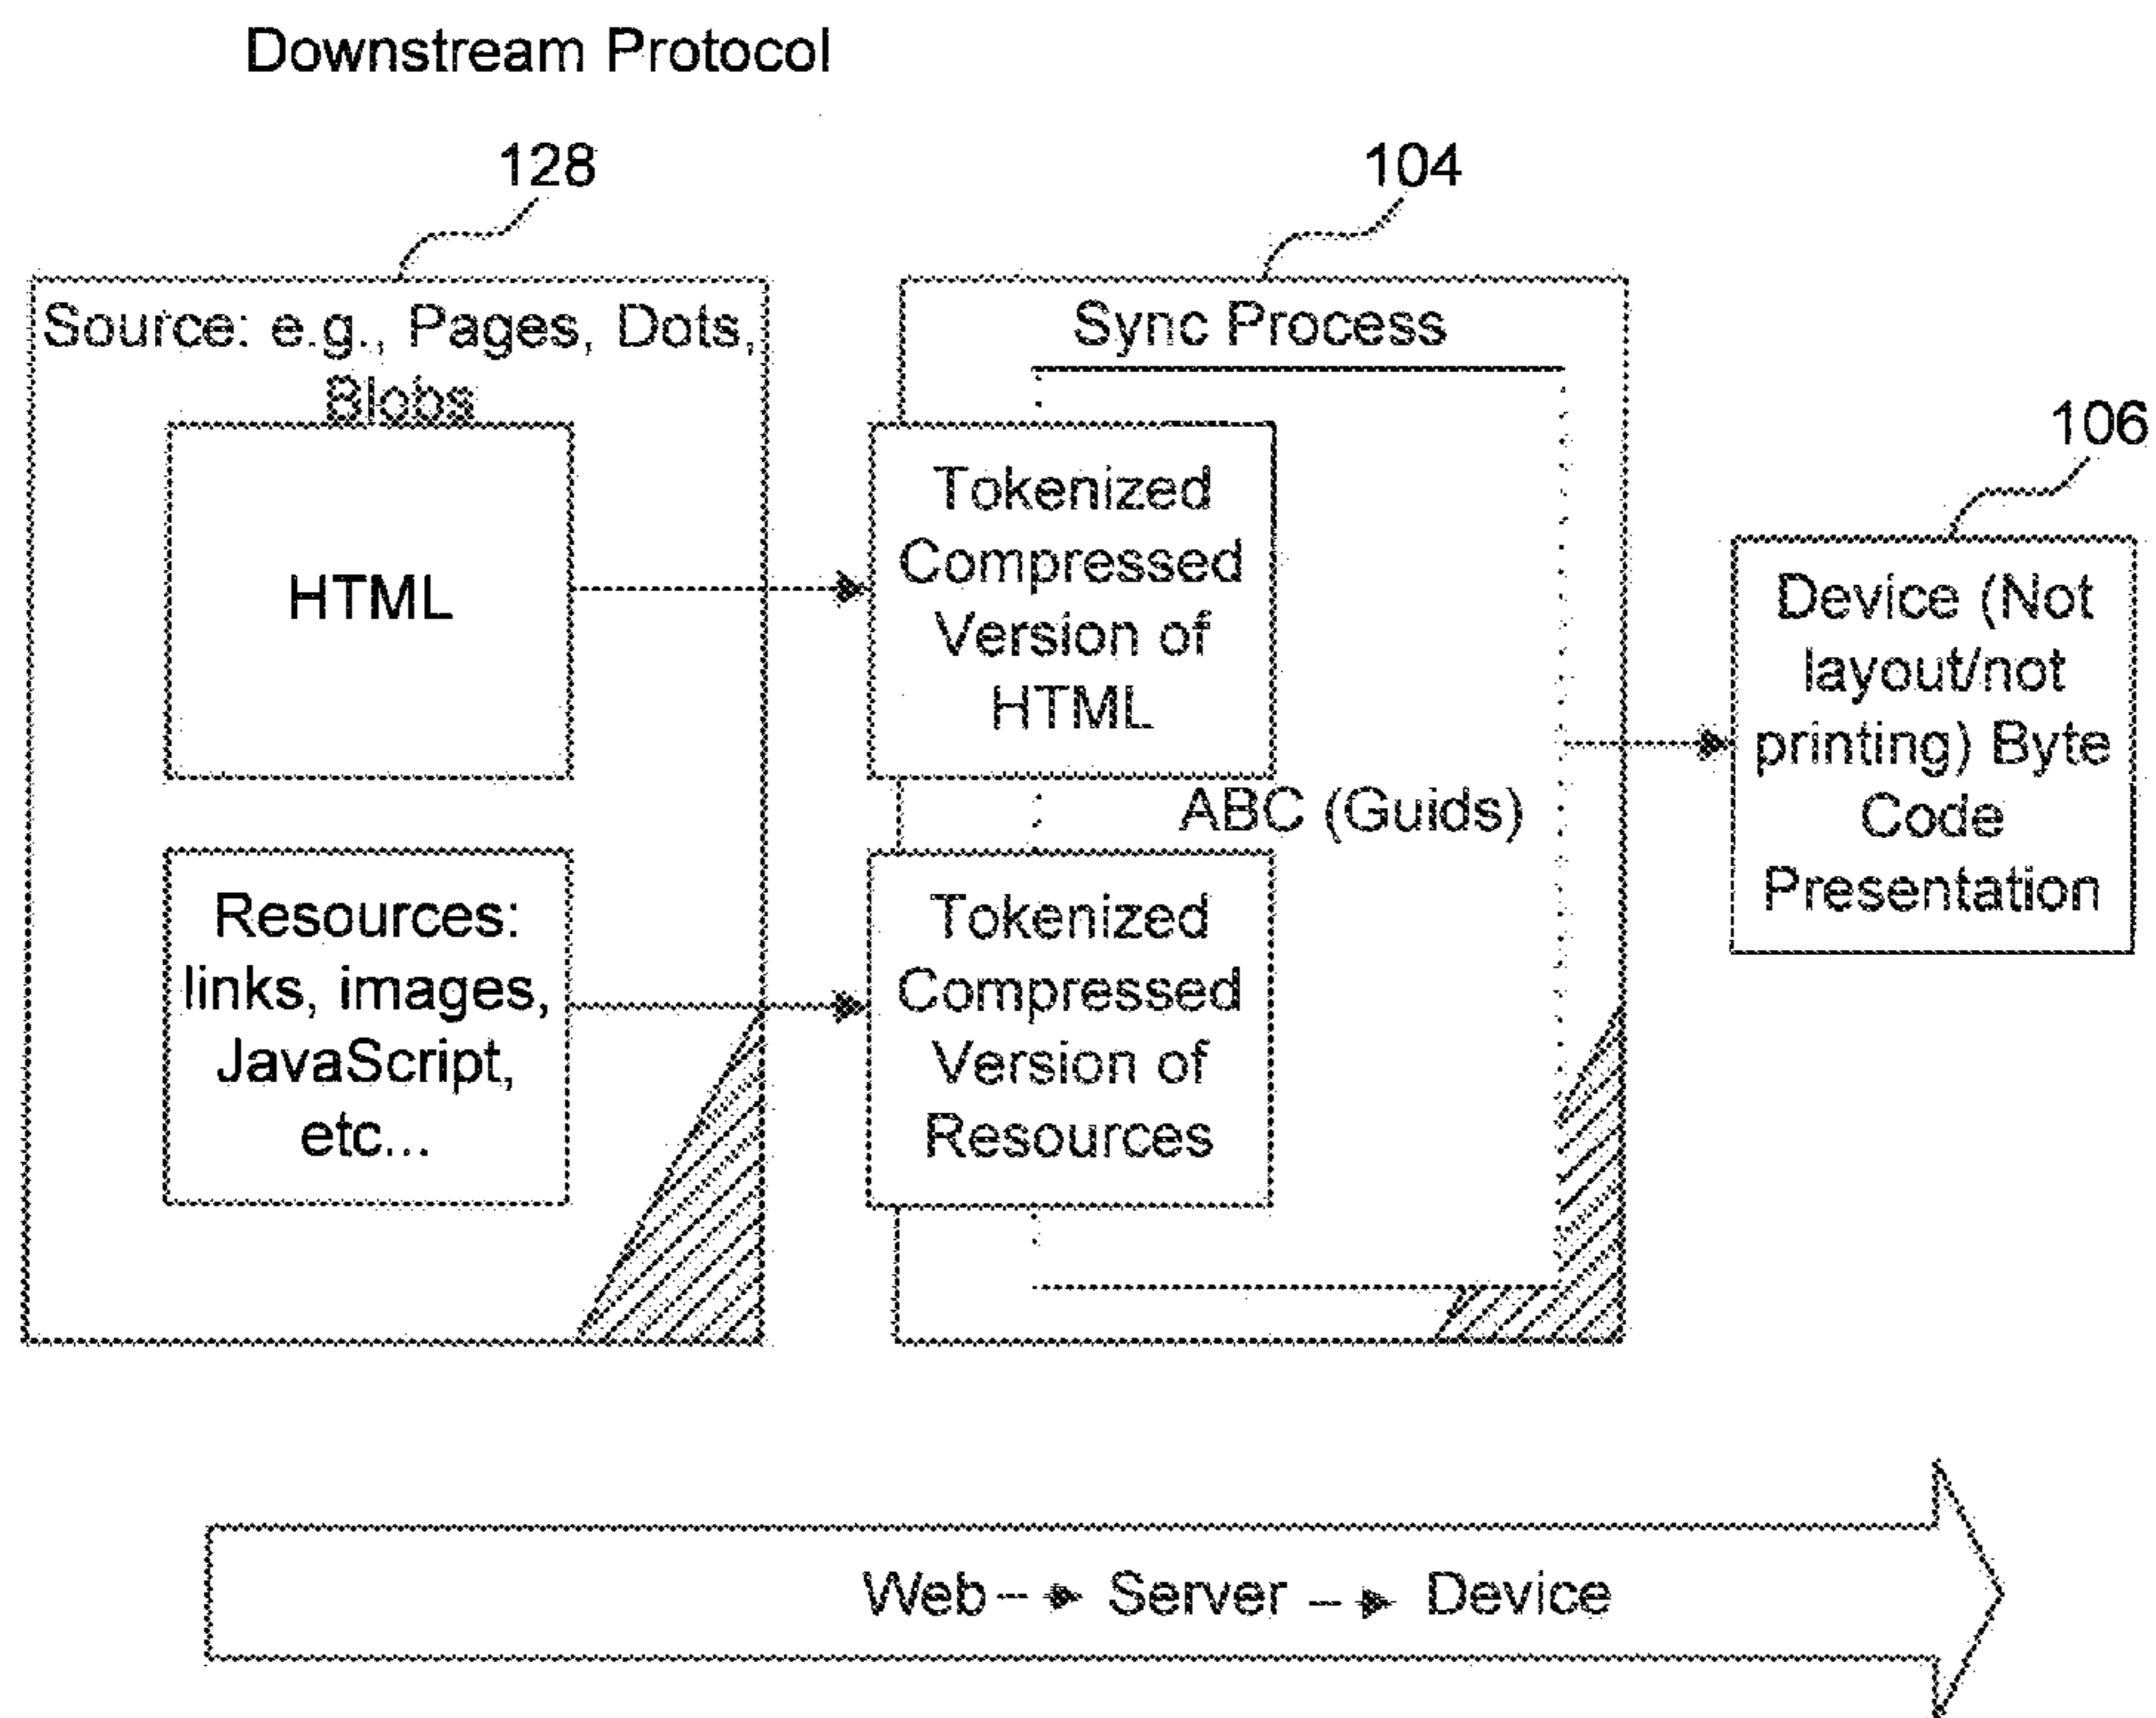 Downstream Protocol
128
104
Source: e.g., Pages, Dots,
Blobs
Sync Process
106
HTML
Tokenized
Compressed
Version of
HTML
Device (Not
layout/not
printing) Byte
Code
Presentation
ABC (Guids)
Resources:
links, images,
JavaScript,
etc...
Tokenized
Compressed
Version of
Resources
Web Server Device